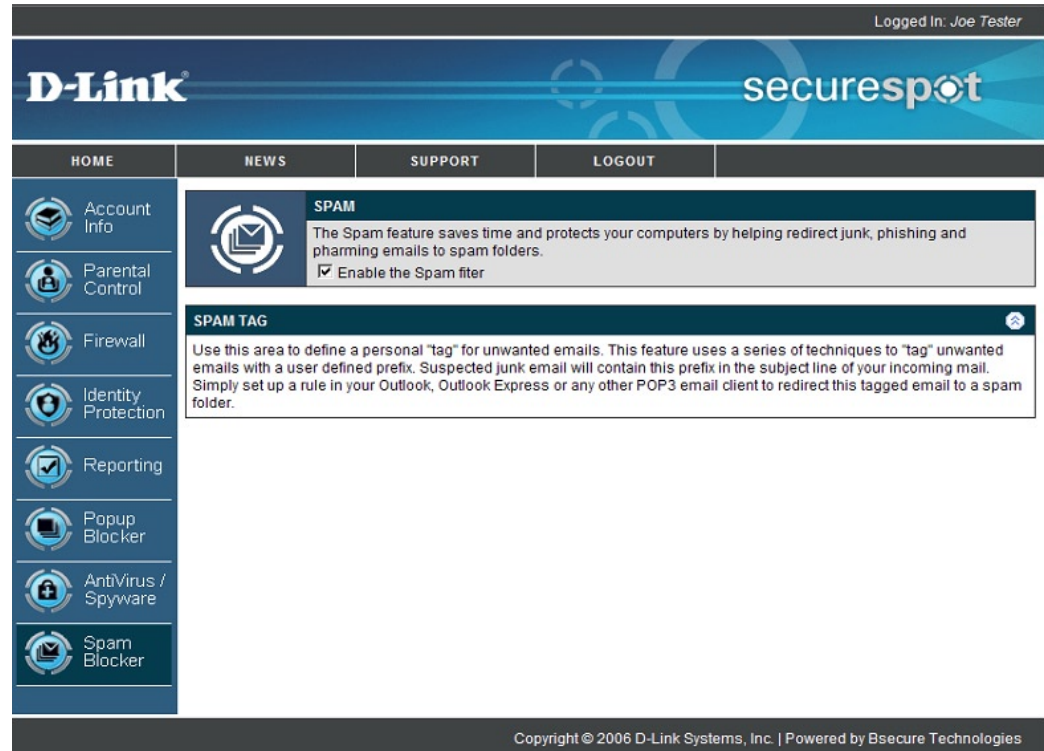 Logged In: Joe Tester
D-Link®
securespot
HOME
NEWS
SUPPORT
LOGOUT
Account
Info
Parental
Control
Firewall
Identity
Protection
Reporting
Popup
Blocker
AntiVirus /
Spyware
Spam
Blocker
SPAM
The Spam feature saves time and protects your computers by helping redirect junk, phishing and
pharming emails to spam folders.
Enable the Spam fiter
SPAM TAG
Use this area to define a personal "tag" for unwanted emails. This feature uses a series of techniques to "tag" unwanted
emails with a user defined prefix. Suspected junk email will contain this prefix in the subject line of your incoming mail.
Simply set up a rule in your Outlook, Outlook Express or any other POP3 email client to redirect this tagged email to a spam
folder.
Copyright © 2006 D-Link Systems, Inc. | Powered by Bsecure Technologies